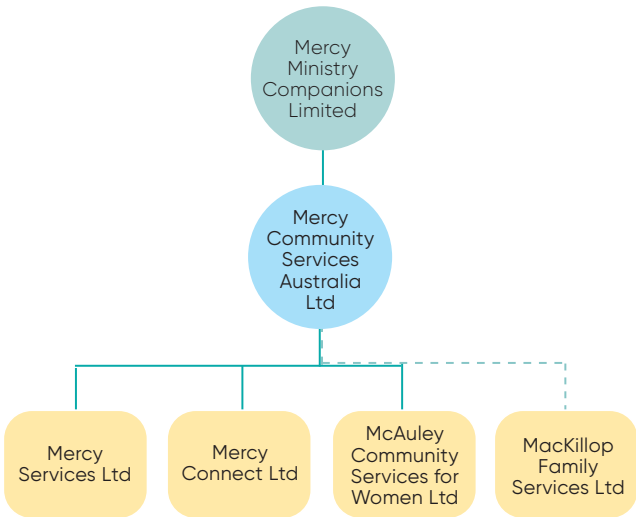 Mercy
Ministry
Companions
Limited
Mercy
Community
Services
Australia
Ltd
Mercy
Services Ltd
Mercy
Connect Ltd
McAuley
Community
Services for
Women Ltd
MacKillop
Family
Services Ltd